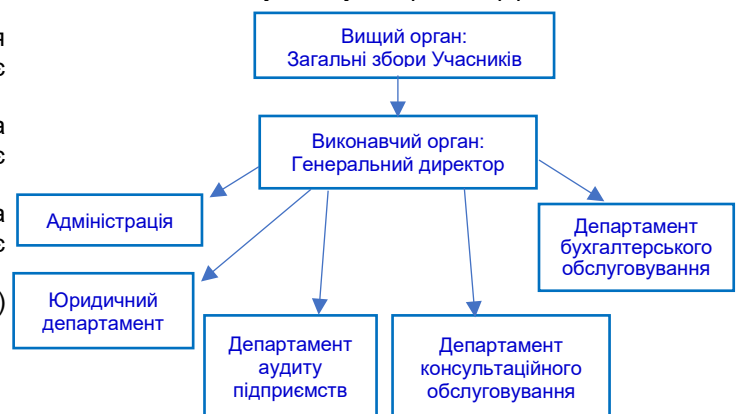 я
Вищий орган:
Загальні збори Учасників
є
а
є
Виконавчий орган:
Генеральний директор
а
є
Адміністрація
Департамент
бухгалтерського
обслуговування
)
Юридичний
департамент
Департамент
аудиту
підприємств
Департамент
консультаційного
обслуговування